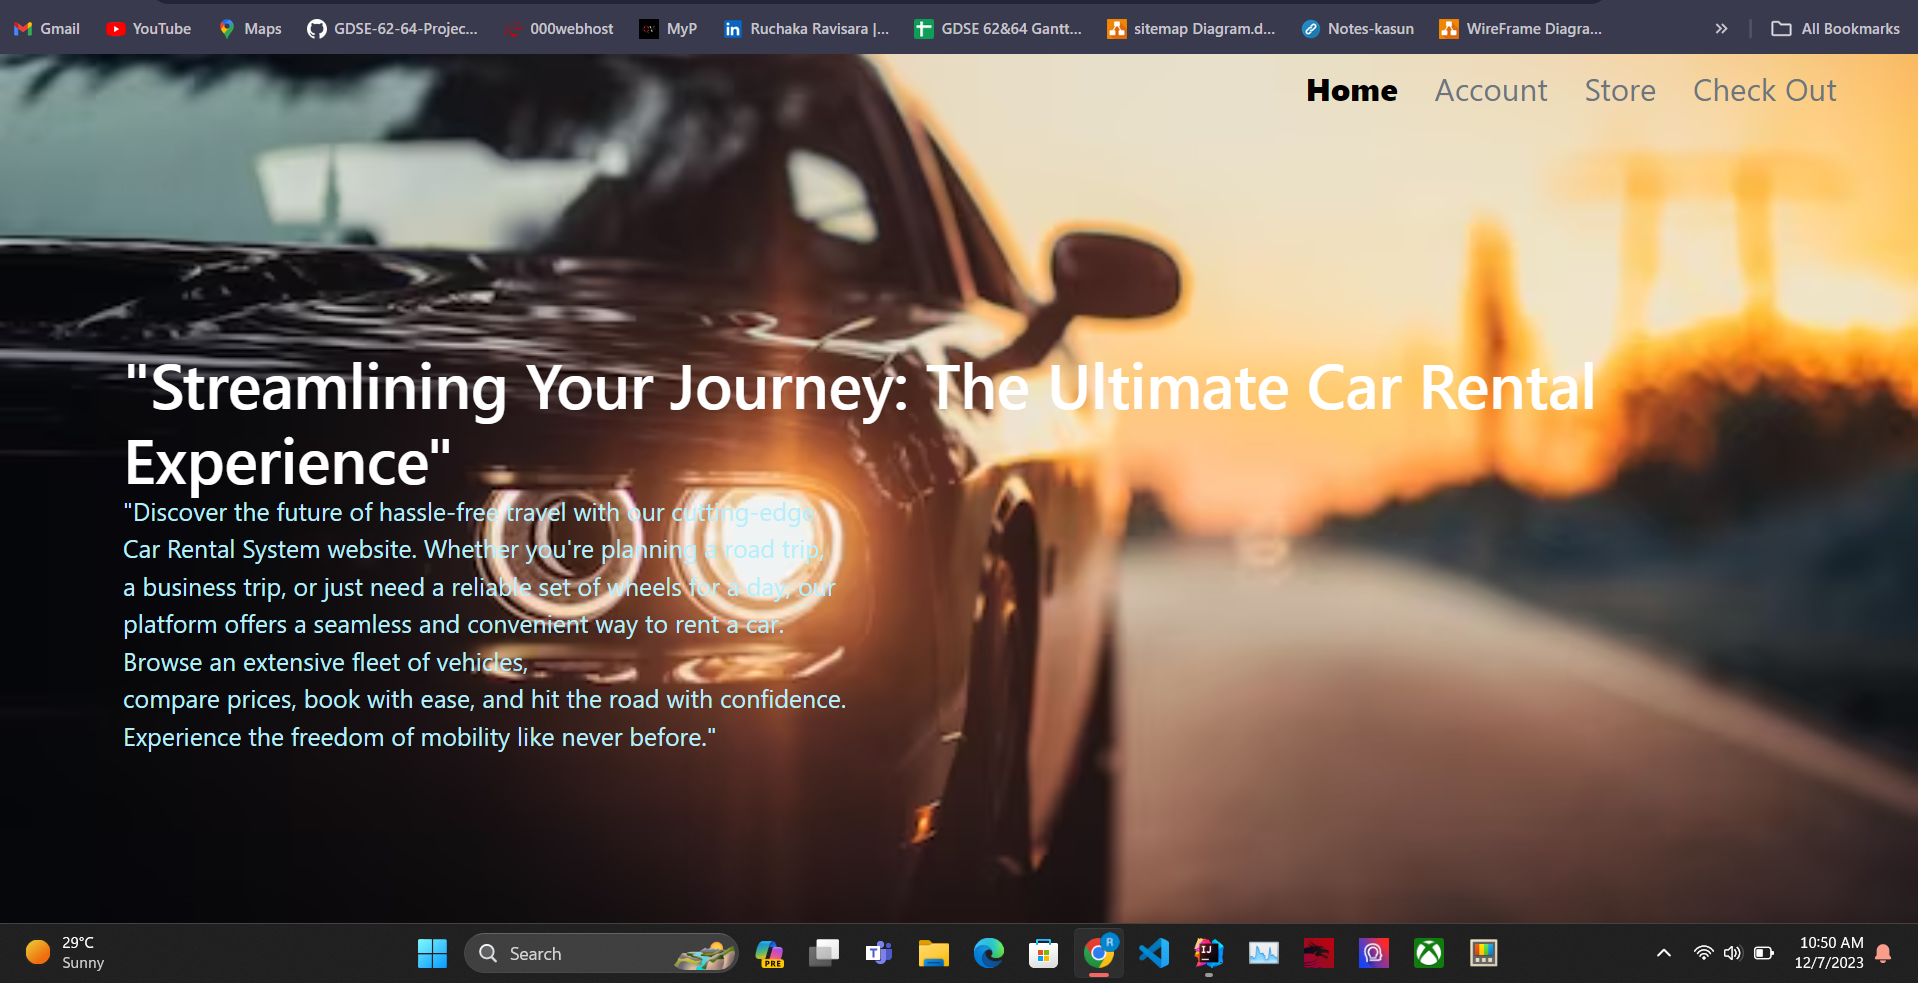 Gmail YouTube Maps GDSE-62-64-Projec... 000webhost MyP Ruchaka Ravisara |... GDSE 62&64 Gantt... sitemap Diagram.d... Notes-kasun WireFrame Diagra... » All Bookmarks
Home Account Store Check Out
"Streamlining Your Journey: The Ultimate Car Rental
Experience"
"Discover the future of hassle-free travel with our cutting-edge
Car Rental System website. Whether you're planning a road trip,
a business trip, or just need a reliable set of wheels for a day, our
platform offers a seamless and convenient way to rent a car.
Browse an extensive fleet of vehicles,
compare prices, book with ease, and hit the road with confidence.
Experience the freedom of mobility like never before."
29°C
Sunny
Search
PRE
R
10:50 AM
12/7/2023